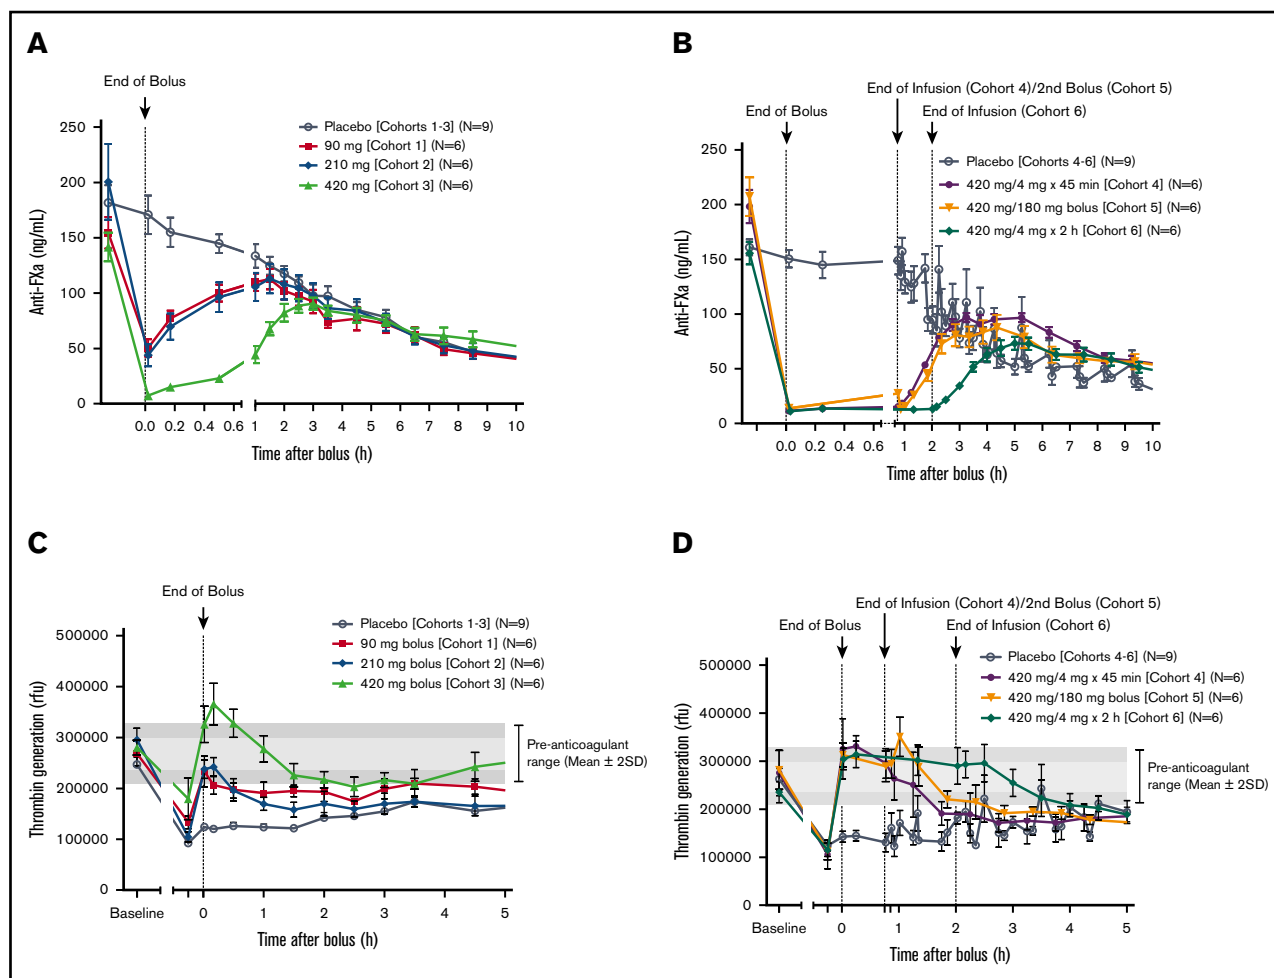 A
End of Bolus
Placebo [Cohorts 1-3] (N=9)
90 mg [Cohort 1] (N=6)
210 mg [Cohort 2] (N=6)
420 mg [Cohort 3] (N=6)
Anti-FXa (ng/mL)
250
200
150
100
50
0
0.0 0.2 0.4 0.6 1 2 3 4 5 6 7 8 9 10
Time after bolus (h)
B
End of Infusion (Cohort 4)/2nd Bolus (Cohort 5)
End of Bolus
End of Infusion (Cohort 6)
Placebo [Cohorts 4-6] (N=9)
420 mg/4 mg x 45 min [Cohort 4] (N=6)
420 mg/180 mg bolus [Cohort 5] (N=6)
420 mg/4 mg x 2 h [Cohort 6] (N=6)
Anti-FXa (ng/mL)
250
200
150
100
50
0
0.0 0.2 0.4 0.6 1 2 3 4 5 6 7 8 9 10
Time after bolus (h)
C
End of Bolus
Placebo [Cohorts 1-3] (N=9)
90 mg bolus [Cohort 1] (N=6)
210 mg bolus [Cohort 2] (N=6)
420 mg bolus [Cohort 3] (N=6)
Thrombin generation (rfu)
500000
400000
300000
200000
100000
0
Pre-anticoagulant
range (Mean ± 2SD)
Baseline 0 1 2 3 4 5
Time after bolus (h)
D
End of Infusion (Cohort 4)/2nd Bolus (Cohort 5)
End of Bolus
End of Infusion (Cohort 6)
Placebo [Cohorts 4-6] (N=9)
420 mg/4 mg x 45 min [Cohort 4] (N=6)
420 mg/180 mg bolus [Cohort 5] (N=6)
420 mg/4 mg x 2 h [Cohort 6] (N=6)
Thrombin generation (rfu)
500000
400000
300000
200000
100000
0
Pre-anticoagulant
range (Mean ± 2SD)
Baseline 0 1 2 3 4 5
Time after bolus (h)